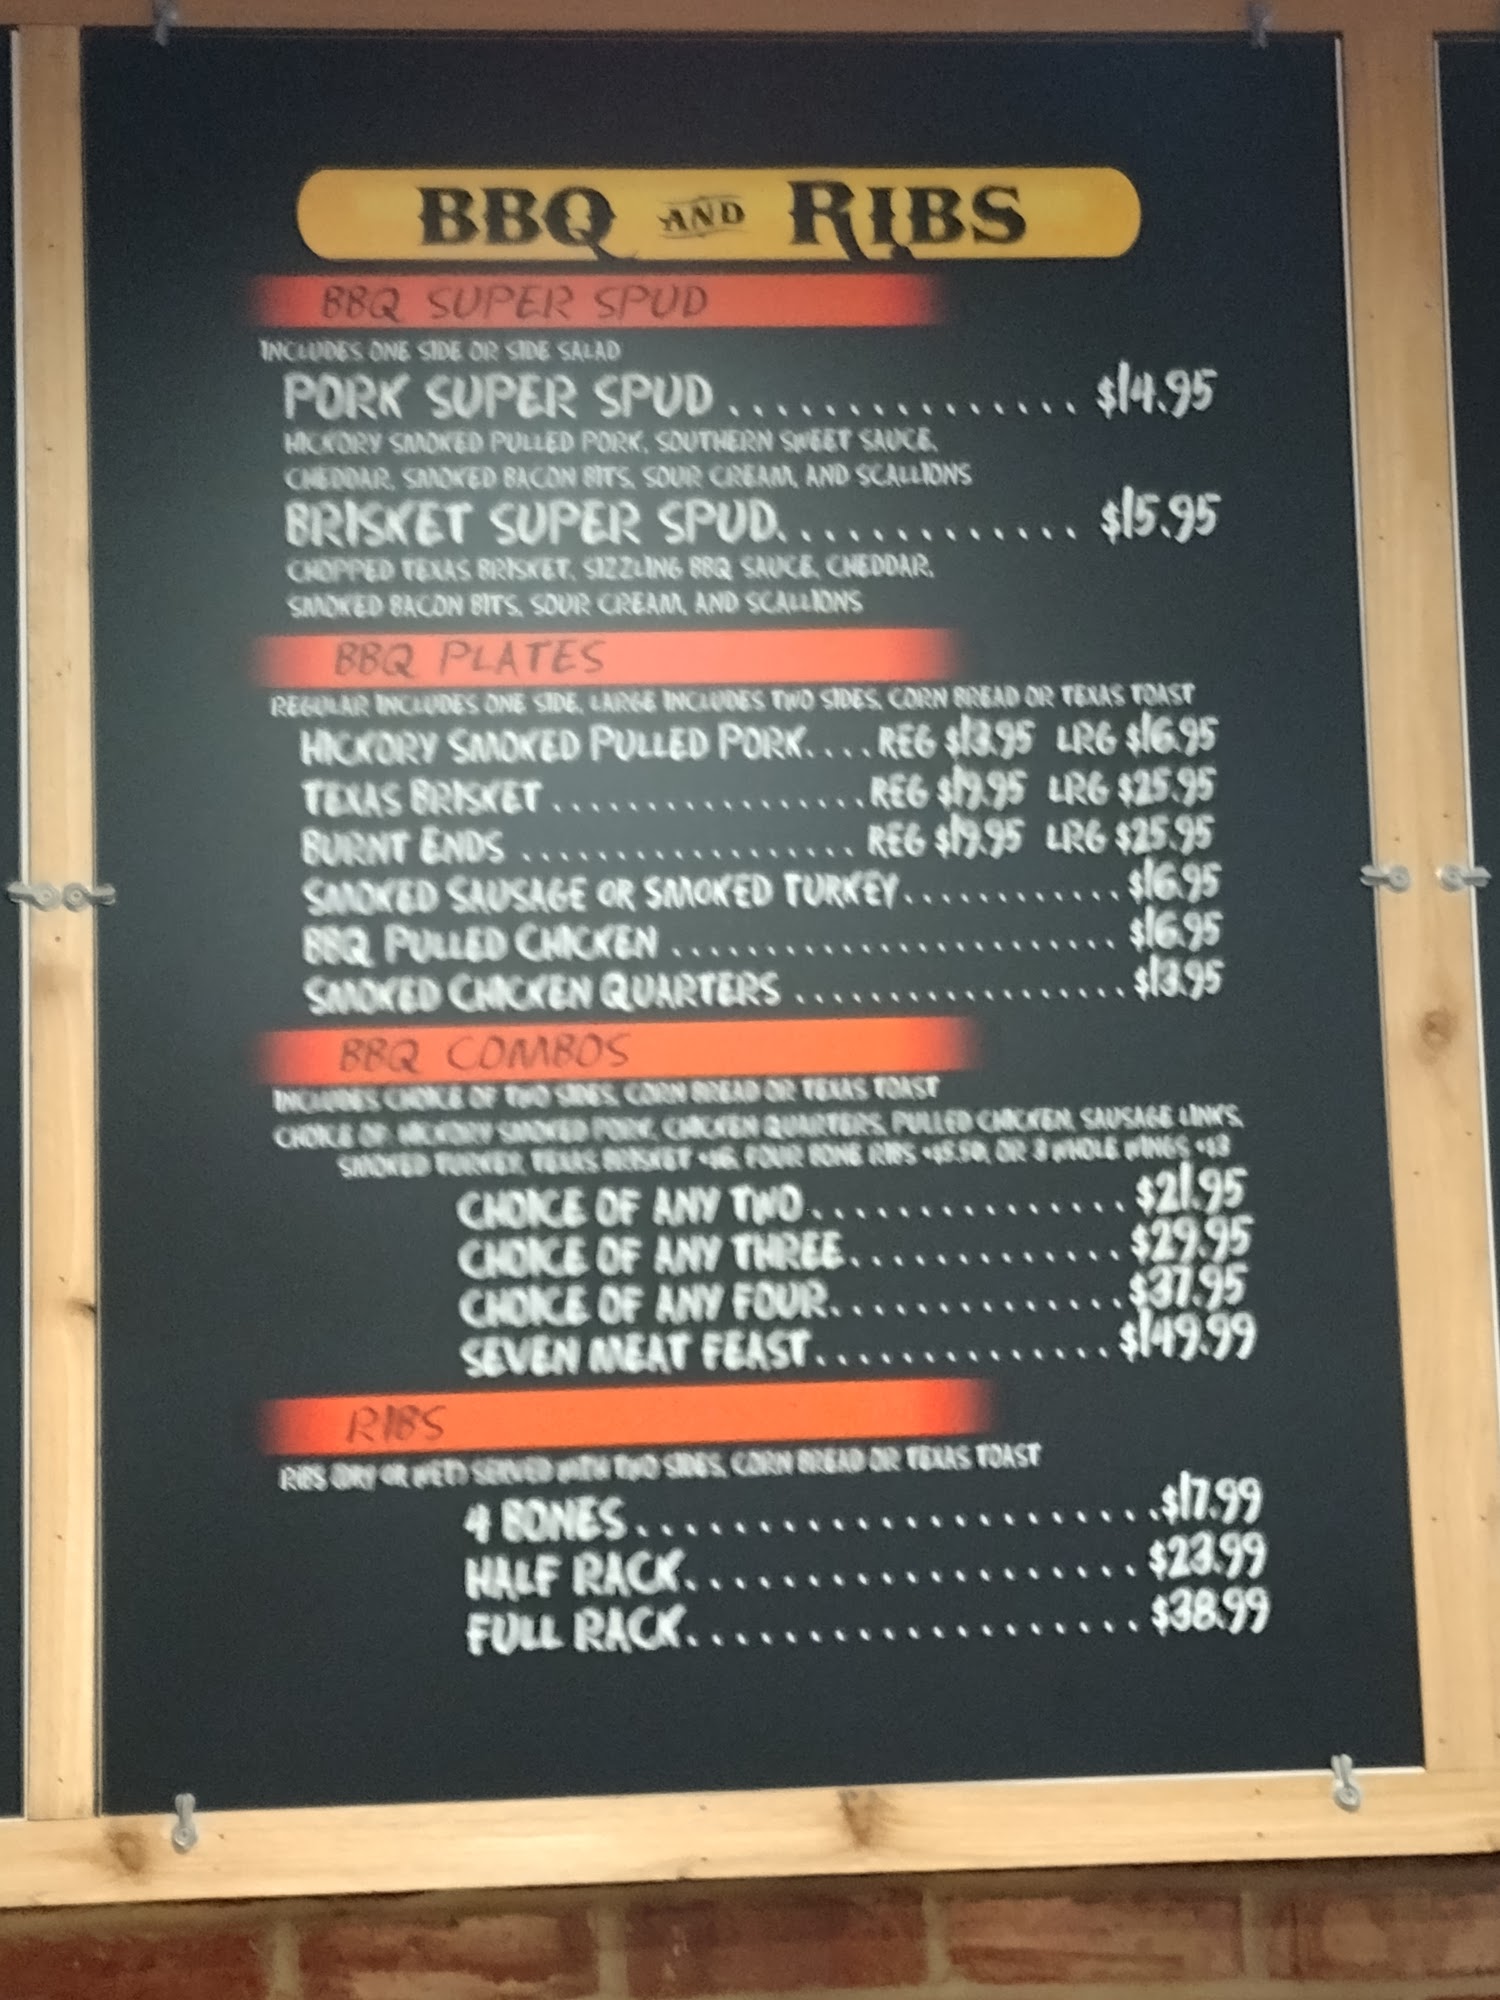 BBQ AND RIBS
BBQ SUPER SPUD
INCLUDES ONE SIDE OR SIDE SALAD
PORK SUPER SPUD ............... $14.95
HICKORY SMOKED PULLED PORK, SOUTHERN SWEET SAUCE,
CHEDDAR, SMOKED BACON BITS, SOUR CREAM, AND SCALLIONS
BRISKET SUPER SPUD............. $15.95
CHOPPED TEXAS BRISKET, SIZZLING BBQ SAUCE, CHEDDAR,
SMOKED BACON BITS, SOUR CREAM, AND SCALLIONS
BBQ PLATES
REGULAR INCLUDES ONE SIDE, LARGE INCLUDES TWO SIDES, CORN BREAD OR TEXAS TOAST
HICKORY SMOKED PULLED PORK.... REG $13.95 LRG $16.95
TEXAS BRISKET ................. REG $19.95 LRG $25.95
BURNT ENDS .................. REG $19.95 LRG $25.95
SMOKED SAUSAGE OR SMOKED TURKEY............ $16.95
BBQ PULLED CHICKEN ........................ $16.95
SMOKED CHICKEN QUARTERS .................. $13.95
BBQ COMBOS
INCLUDES CHOICE OF TWO SIDES, CORN BREAD OR TEXAS TOAST
CHOICE OF: HICKORY SMOKED PORK, CHICKEN QUARTERS, PULLED CHICKEN, SAUSAGE LINKS,
SMOKED TURKEY, TEXAS BRISKET FOUR BONE RIBS OR 3 WHOLE WINGS +$3
CHOICE OF ANY TWO............... $21.95
CHOICE OF ANY THREE............. $29.95
CHOICE OF ANY FOUR.............. $37.95
SEVEN MEAT FEAST.............. $149.99
RIBS
RIBS (DRY OR WET) SERVED WITH TWO SIDES, CORN BREAD OR TEXAS TOAST
4 BONES....................... $17.99
HALF RACK.................... $23.99
FULL RACK.................... $38.99